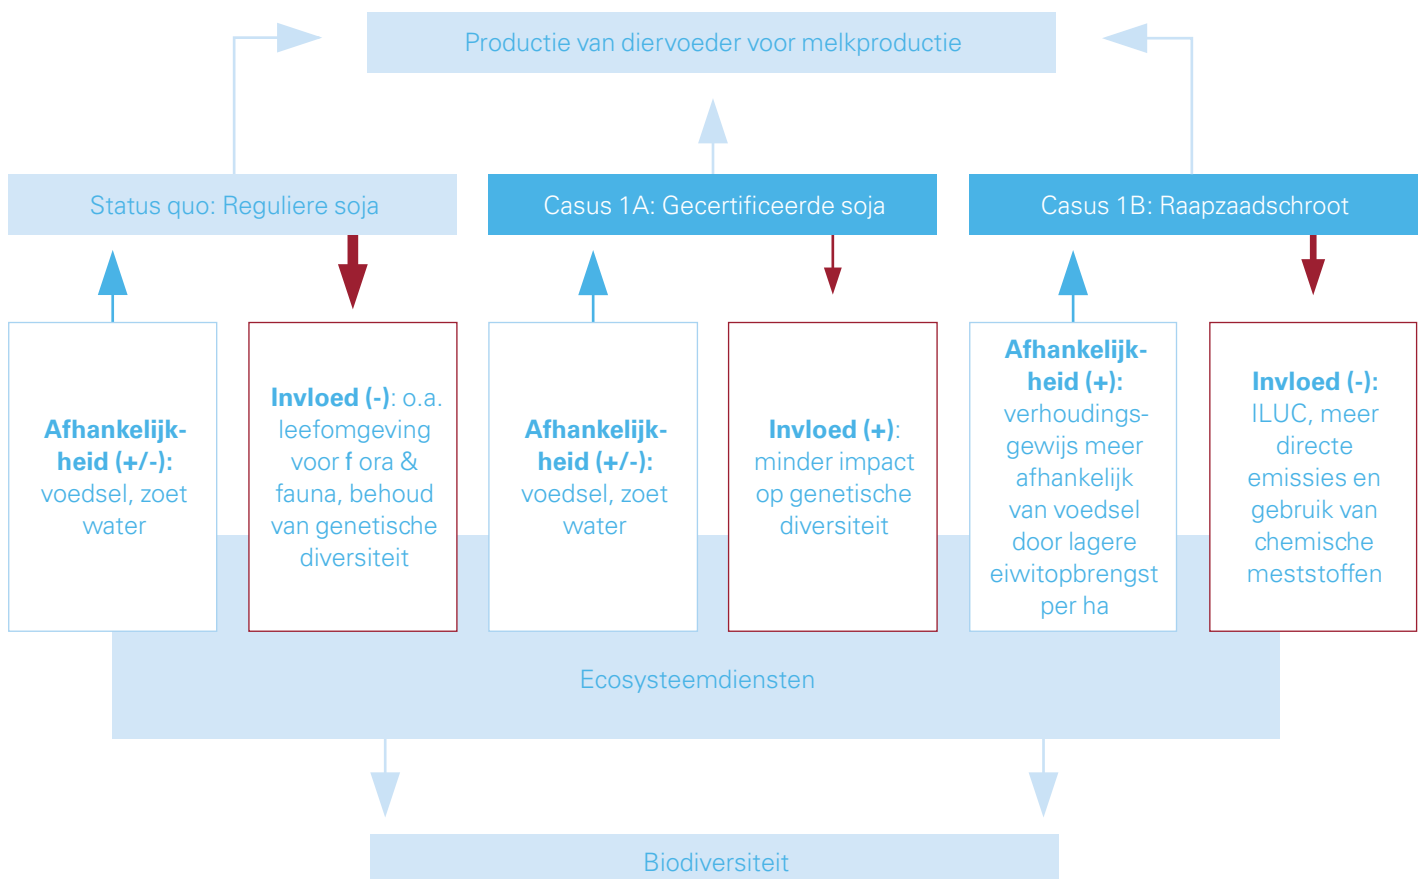 Productie van diervoeder voor melkproductie
Status quo: Reguliere soja
Casus 1A: Gecertificeerde soja
Casus 1B: Raapzaadschroot
Afhankelijk-
heid (+/-):
voedsel, zoet
water
Invloed (-): o.a.
leefomgeving
voor f ora &
fauna, behoud
van genetische
diversiteit
Afhankelijk-
heid (+/-):
voedsel, zoet
water
Invloed (+):
minder impact
op genetische
diversiteit
Afhankelijk-
heid (+):
verhoudings-
gewijs meer
afhankelijk
van voedsel
door lagere
eiwitopbrengst
per ha
Invloed (-):
ILUC, meer
directe
emissies en
gebruik van
chemische
meststoffen
Ecosysteemdiensten
Biodiversiteit